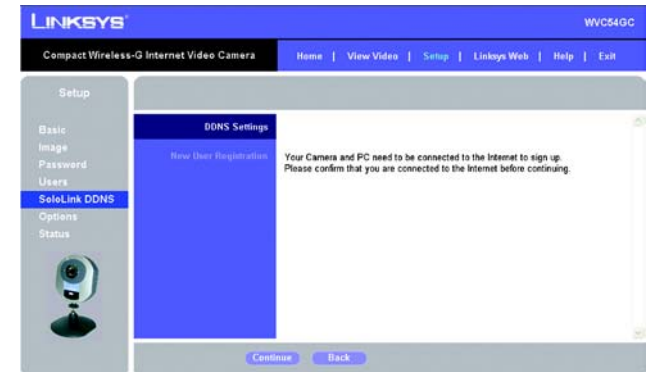 LINKSYS®
WVC54GC
Compact Wireless-G Internet Video Camera
Home | View Video | Setup | Linksys Web | Help | Exit
Setup
Basic
Image
Password
Users
SoloLink DDNS
Options
Status
DDNS Settings
New User Registration
Your Camera and PC need to be connected to the Internet to sign up.
Please confirm that you are connected to the Internet before continuing.
Continue
Back